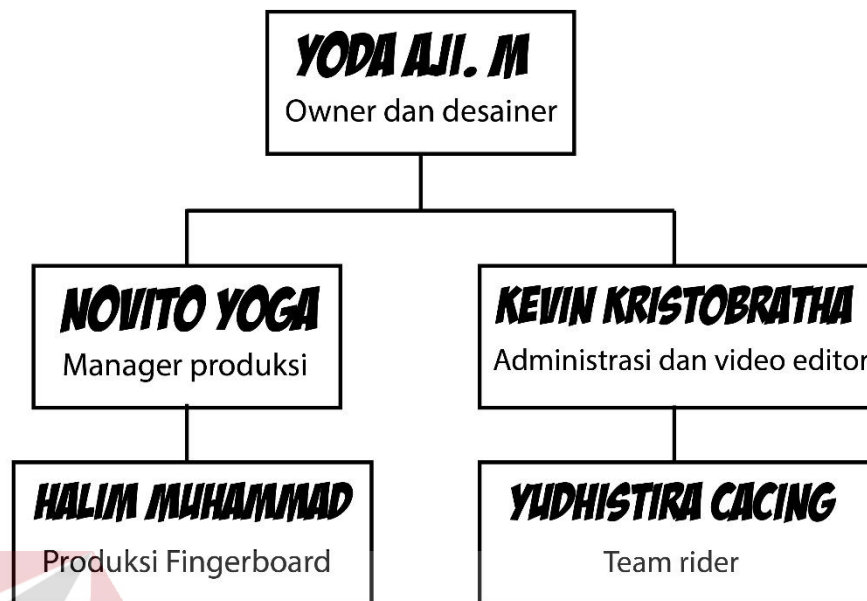 YODA AJI. M
Owner dan desainer
NOVITO YOGA
Manager produksi
KEVIN KRISTOBRATHA
Administrasi dan video editor
HALIM MUHAMMAD
Produksi Fingerboard
YUDHISTIRA CACING
Team rider